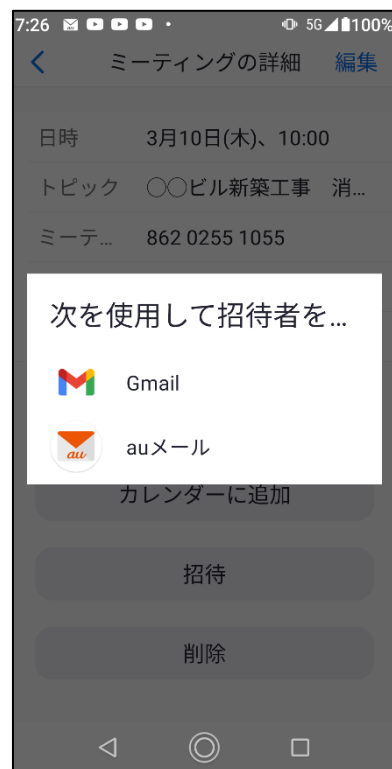 7:26 5G 100%
ミーティングの詳細 編集
日時 3月10日(木)、10:00
トピック ○○ビル新築工事 消...
ミーテ... 862 0255 1055
次を使用して招待者を...
Gmail
au auメール
カレンダーに追加
招待
削除